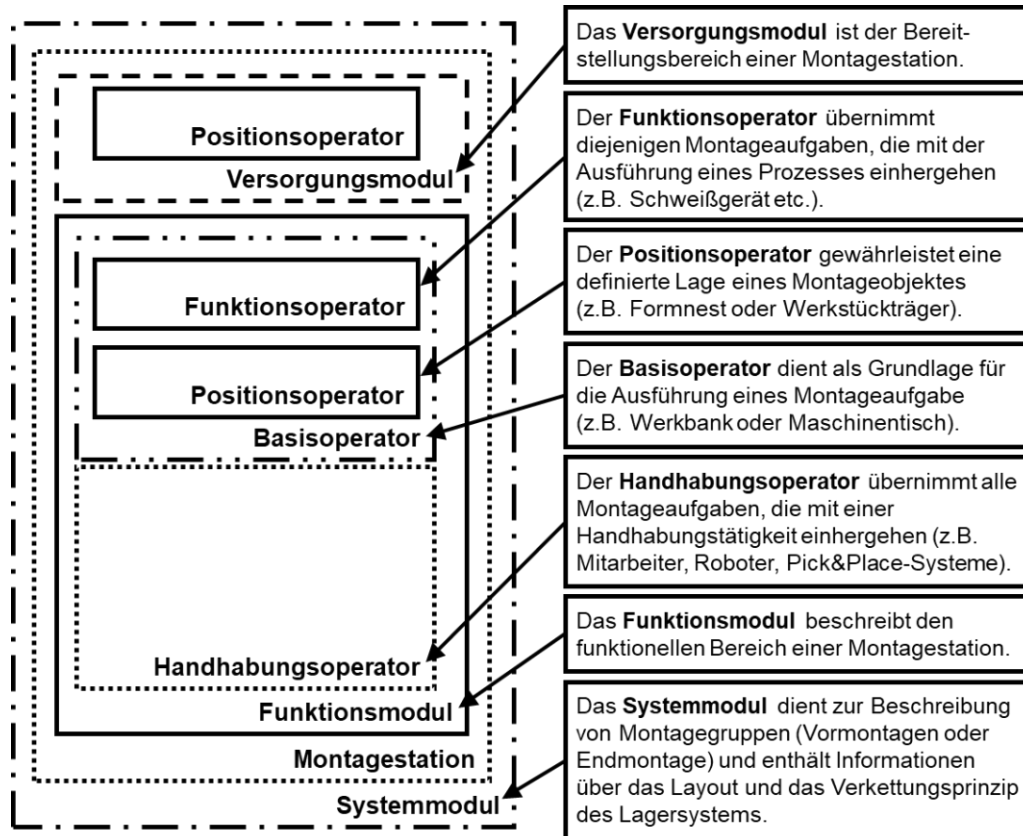 Positionsoperator
Versorgungsmodul
Funktionsoperator
Positionsoperator
Basisoperator
Handhabungsoperator
Funktionsmodul
Montagestation
Systemmodul
Das Versorgungsmodul ist der Bereit-
stellungsbereich einer Montagestation.
Der Funktionsoperator übernimmt
diejenigen Montageaufgaben, die mit der
Ausführung eines Prozesses einhergehen
(z.B. Schweißgerät etc.).
Der Positionsoperator gewährleistet eine
definierte Lage eines Montageobjektes
(z.B. Formnest oder Werkstückträger).
Der Basisoperator dient als Grundlage für
die Ausführung eines Montageaufgabe
(z.B. Werkbank oder Maschinentisch).
Der Handhabungsoperator übernimmt alle
Montageaufgaben, die mit einer
Handhabungstätigkeit einhergehen (z.B.
Mitarbeiter, Roboter, Pick&Place-Systeme).
Das Funktionsmodul beschreibt den
funktionellen Bereich einer Montagestation.
Das Systemmodul dient zur Beschreibung
von Montagegruppen (Vormontagen oder
Endmontage) und enthält Informationen
über das Layout und das Verkettungsprinzip
des Lagersystems.